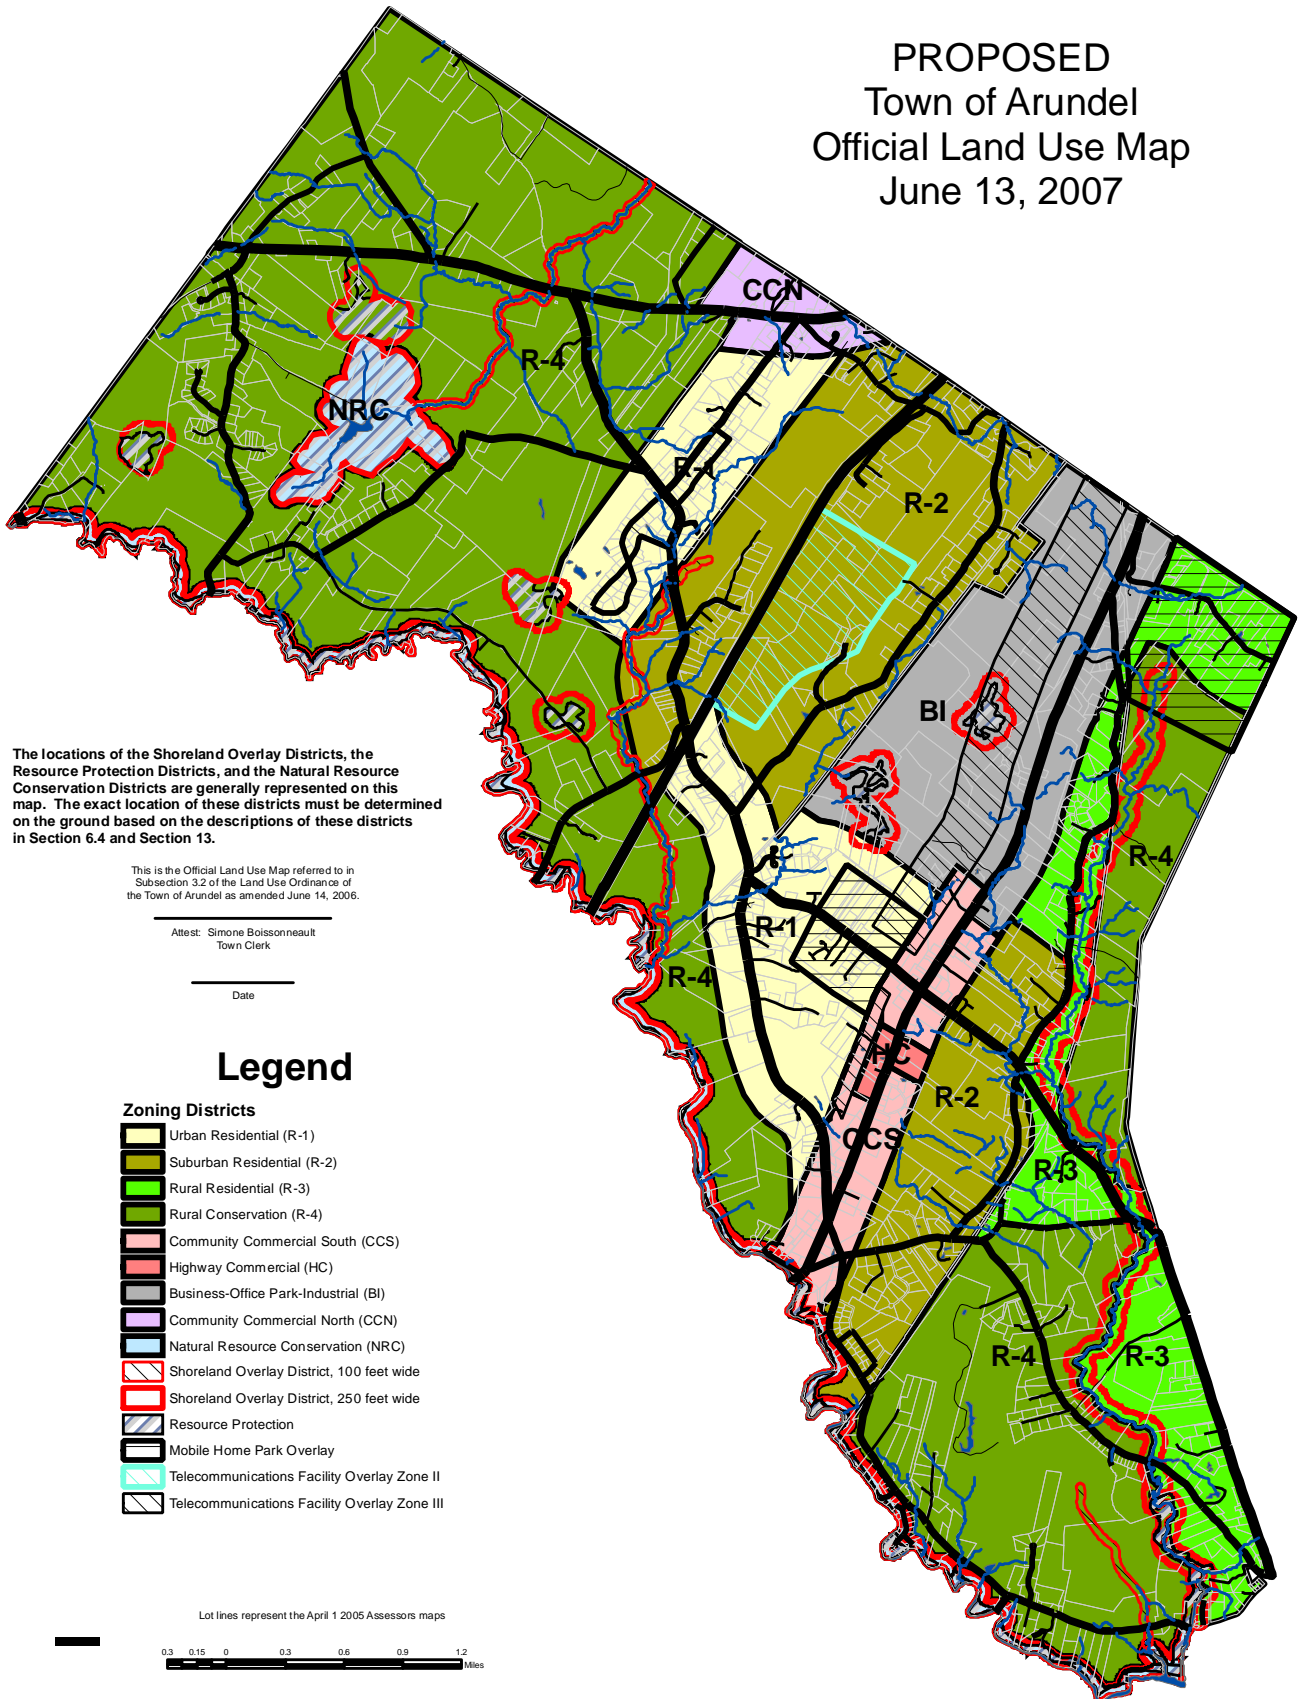 PROPOSED
Town of Arundel
Official Land Use Map
June 13, 2007
CCN
R-4
NRC
R-1
R-2
BI
R-4
R-1
R-4
HC
R-2
CCS
R-3
R-4
R-3
The locations of the Shoreland Overlay Districts, the
Resource Protection Districts, and the Natural Resource
Conservation Districts are generally represented on this
map. The exact location of these districts must be determined
on the ground based on the descriptions of these districts
in Section 6.4 and Section 13.
This is the Official Land Use Map referred to in
Subsection 3.2 of the Land Use Ordinance of
the Town of Arundel as amended June 14, 2006.
Attest: Simone Boissonneault
Town Clerk
Date
Legend
Zoning Districts
Urban Residential (R-1)
Suburban Residential (R-2)
Rural Residential (R-3)
Rural Conservation (R-4)
Community Commercial South (CCS)
Highway Commercial (HC)
Business-Office Park-Industrial (BI)
Community Commercial North (CCN)
Natural Resource Conservation (NRC)
Shoreland Overlay District, 100 feet wide
Shoreland Overlay District, 250 feet wide
Resource Protection
Mobile Home Park Overlay
Telecommunications Facility Overlay Zone II
Telecommunications Facility Overlay Zone III
Lot lines represent the April 1 2005 Assessors maps
0.3 0.15 0 0.3 0.6 0.9 1.2
Miles